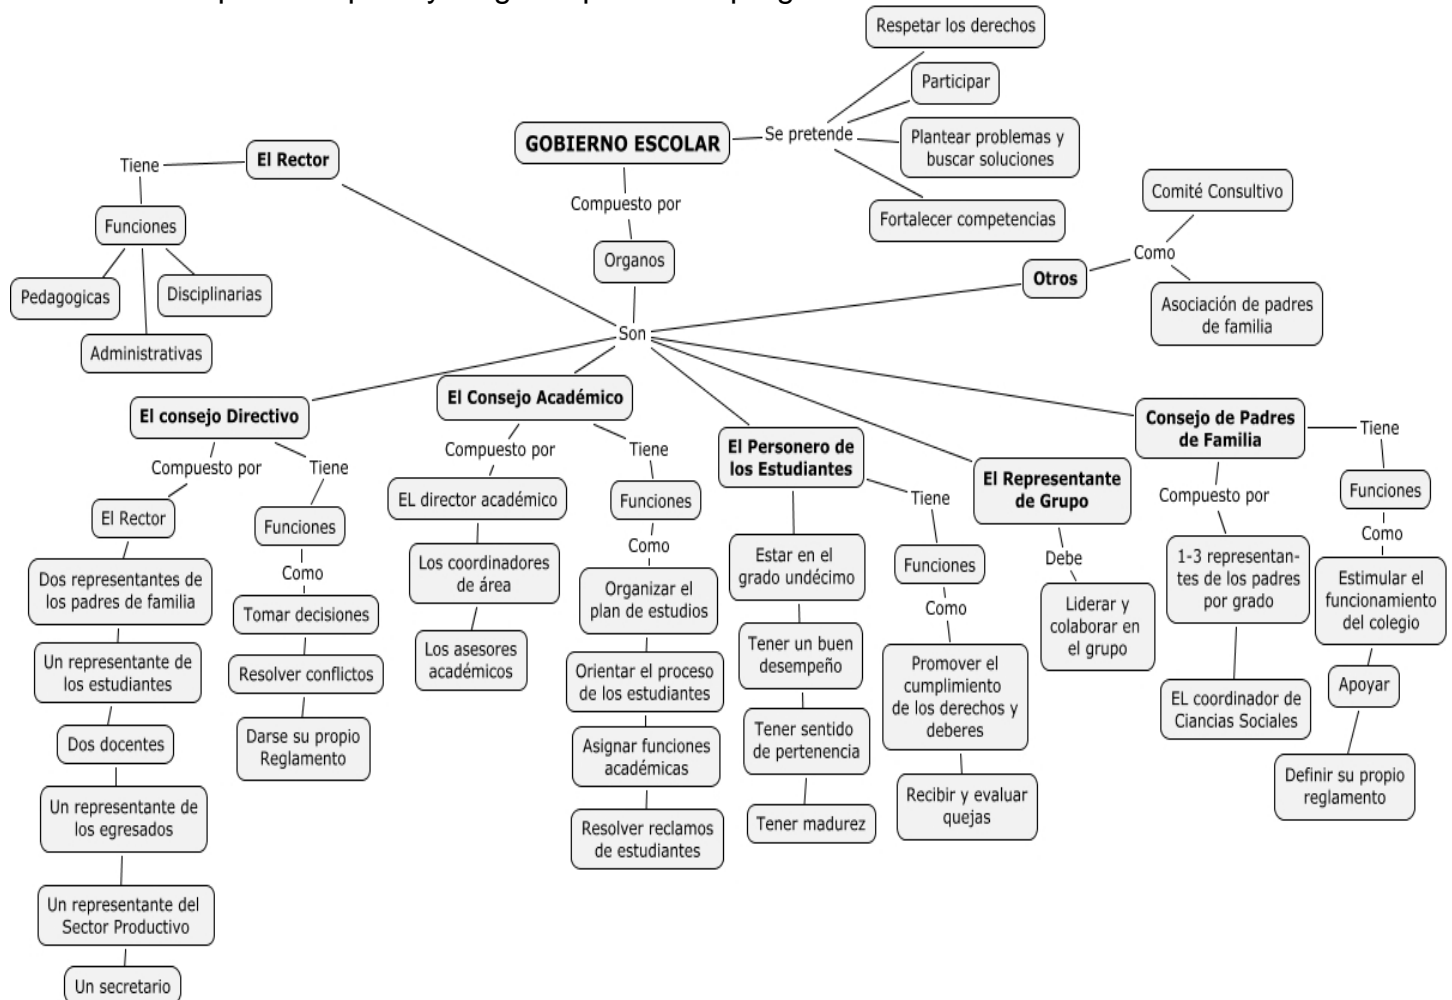 Respetar los derechos
Participar
GOBIERNO ESCOLAR
Se pretende
Plantear problemas y
buscar soluciones
Fortalecer competencias
El Rector
Tiene
Funciones
Pedagogicas
Disciplinarias
Administrativas
Compuesto por
Organos
Son
Otros
Como
Comité Consultivo
Asociación de padres
de familia
El consejo Directivo
Compuesto por
El Rector
Dos representantes de
los padres de familia
Un representante de
los estudiantes
Dos docentes
Un representante de
los egresados
Un representante del
Sector Productivo
Un secretario
Tiene
Funciones
Como
Tomar decisiones
Resolver conflictos
Darse su propio
Reglamento
El Consejo Académico
Compuesto por
EL director académico
Los coordinadores
de área
Los asesores
académicos
Tiene
Funciones
Como
Organizar el
plan de estudios
Orientar el proceso
de los estudiantes
Asignar funciones
académicas
Resolver reclamos
de estudiantes
El Personero de
los Estudiantes
Estar en el
grado undécimo
Tener un buen
desempeño
Tener sentido
de pertenencia
Tener madurez
Tiene
Funciones
Como
Promover el
cumplimiento
de los derechos y
deberes
Recibir y evaluar
quejas
El Representante
de Grupo
Debe
Liderar y
colaborar en
el grupo
Consejo de Padres
de Familia
Compuesto por
1-3 representan-
tes de los padres
por grado
EL coordinador de
Ciancias Sociales
Tiene
Funciones
Como
Estimular el
funcionamiento
del colegio
Apoyar
Definir su propio
reglamento